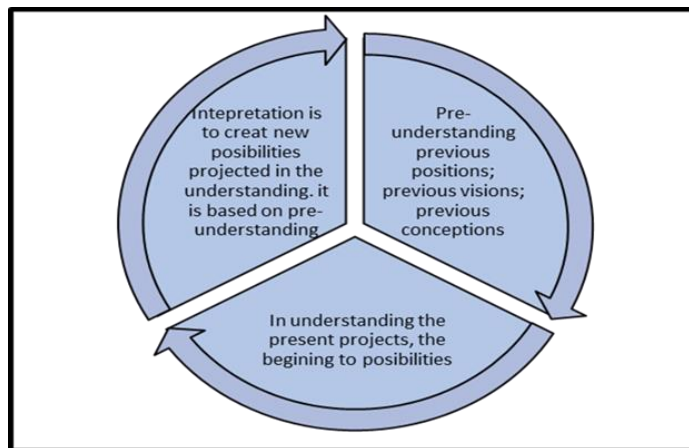 Intepretation is
to creat new
posibilities
projected in the
understanding. it
is based on pre-
understanding
Pre-
understanding
previous
positions;
previous visions;
previous
conceptions
In understanding the
present projects, the
begining to posibilities